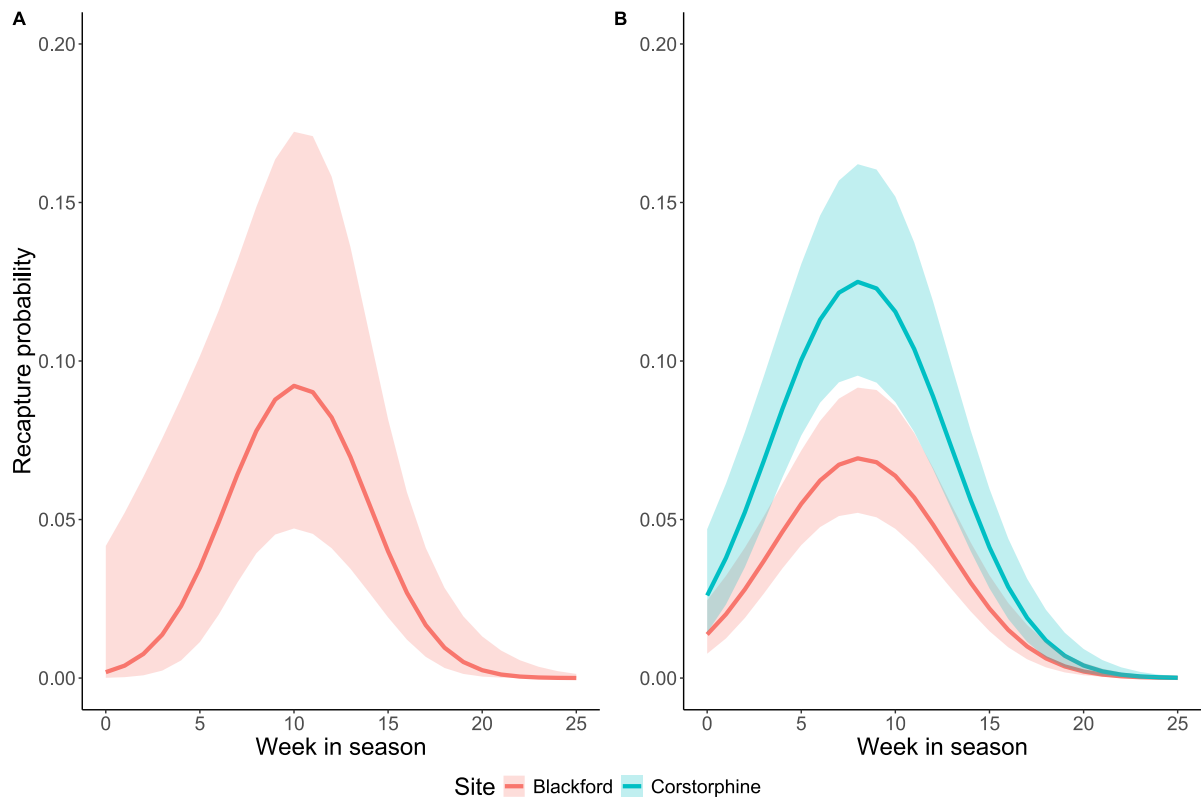 A
B
0.20
0.15
0.10
0.05
0.00
0.20
0.15
0.10
0.05
0.00
Recapture probability
0 5 10 15 20 25
0 5 10 15 20 25
Week in season
Week in season
Site Blackford Corstorphine